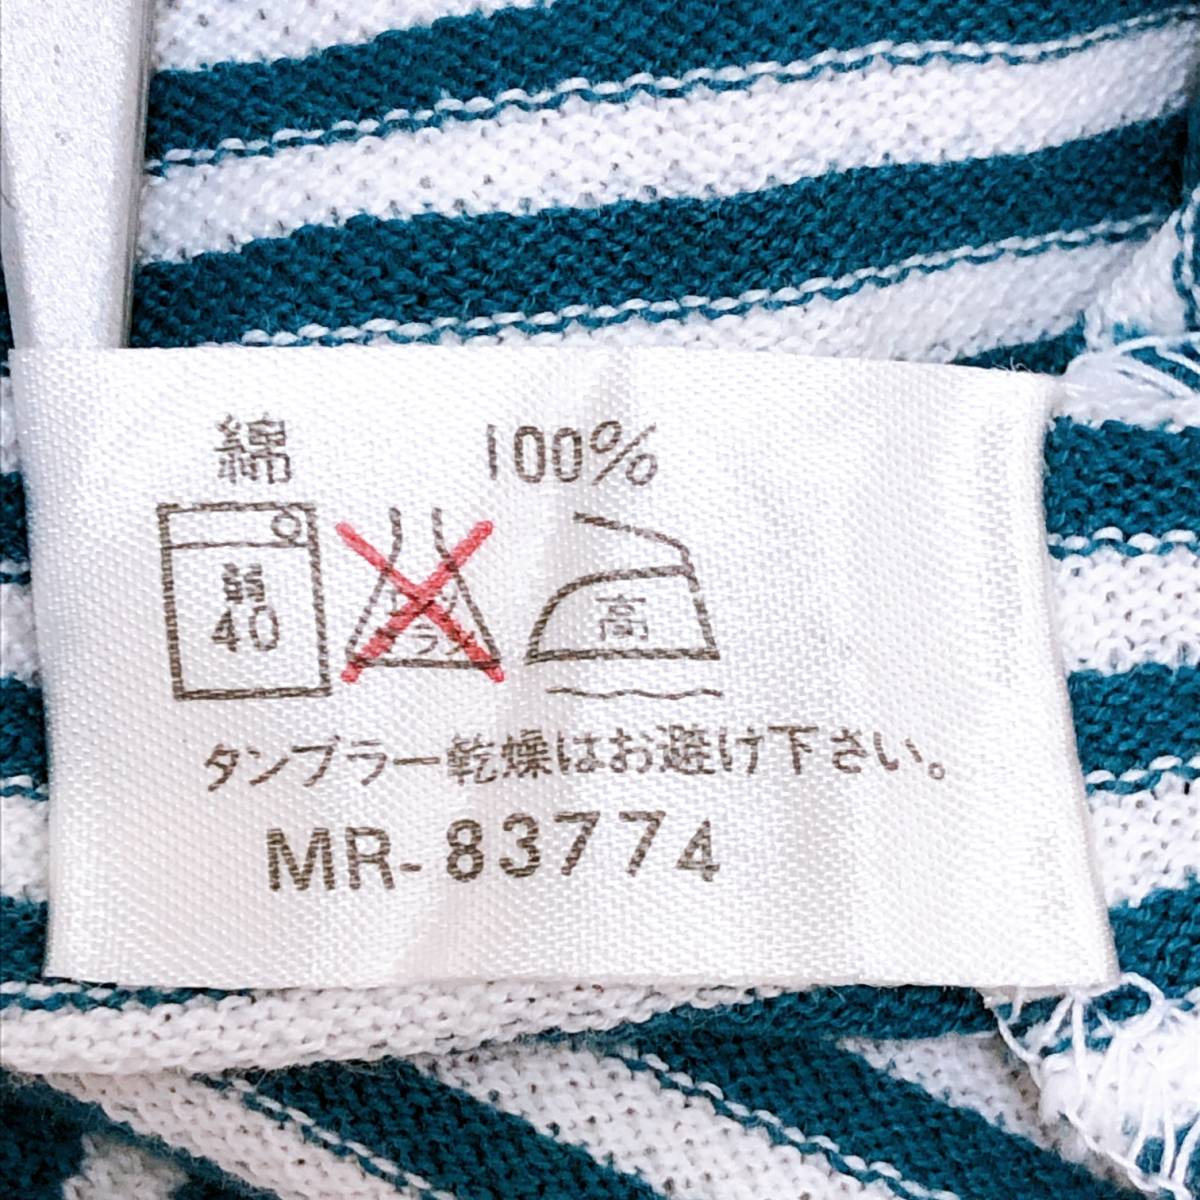 綿 100%
弱
40
高
タンブラー乾燥はお避け下さい。
MR-83774